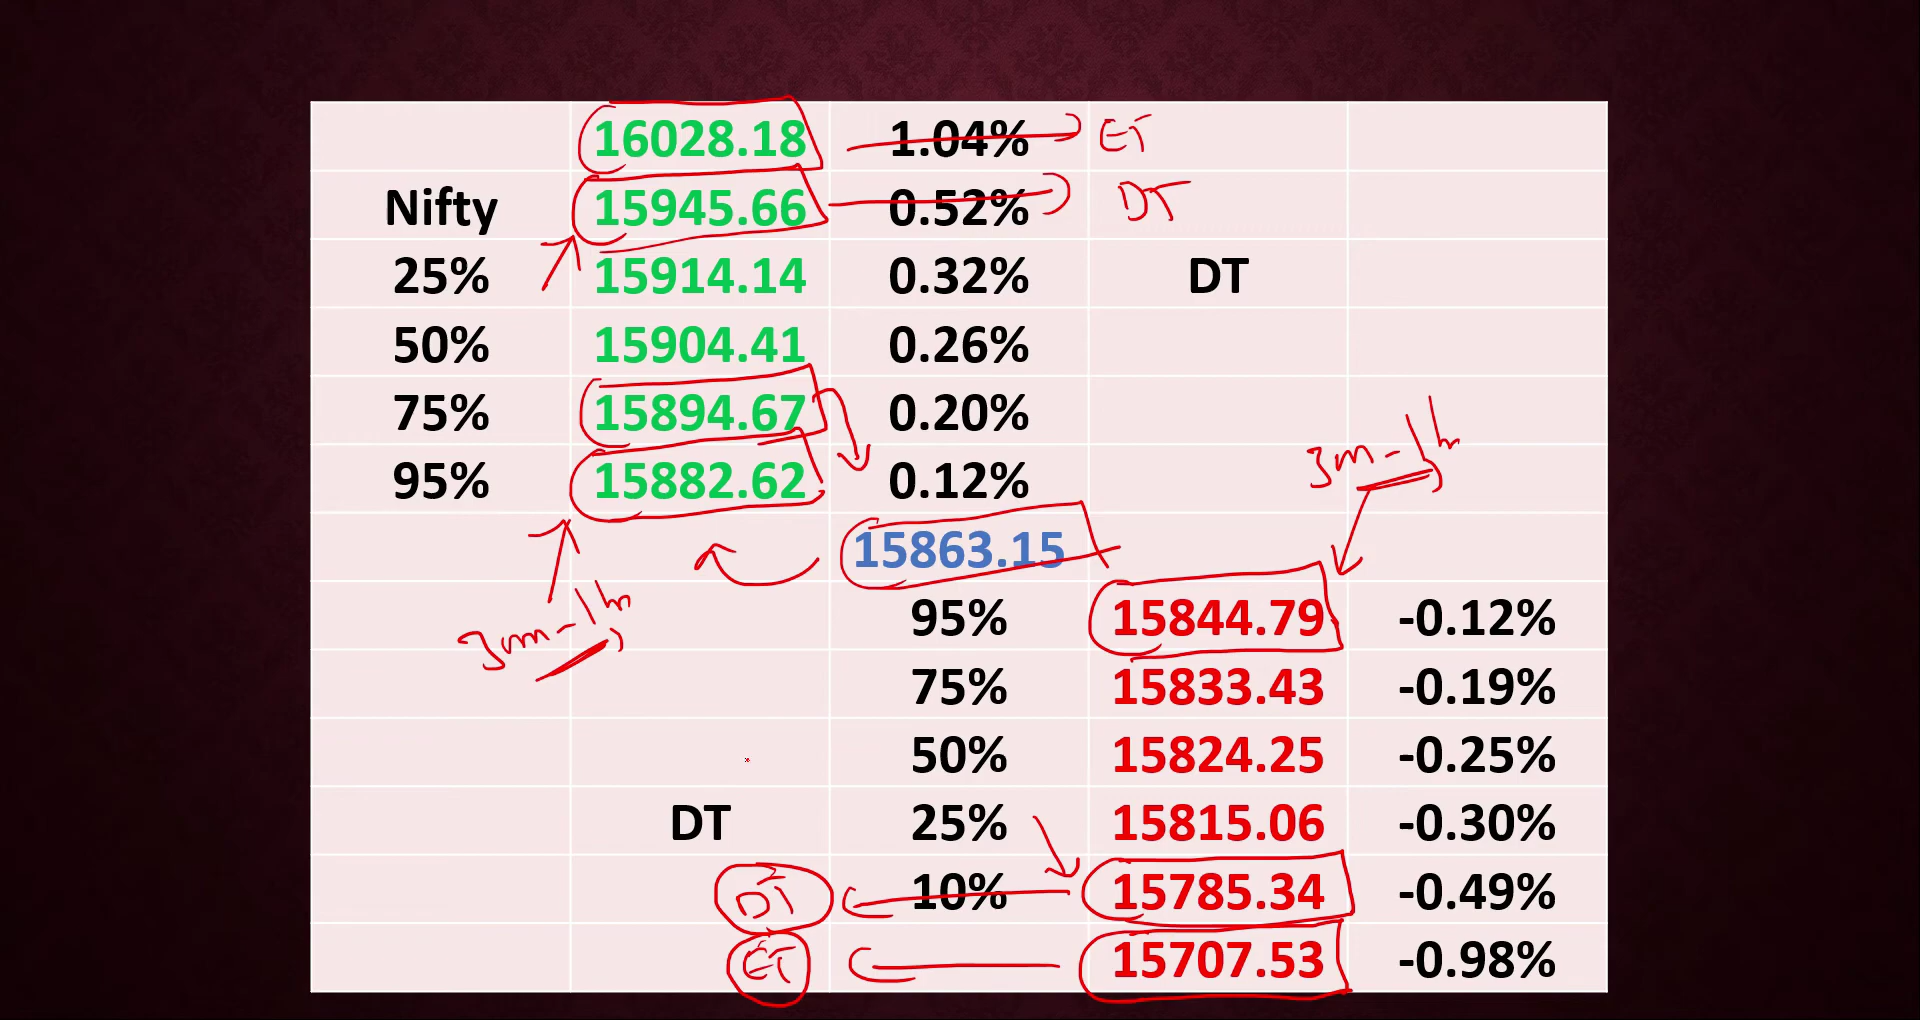 16028.18 1.04% ET
Nifty 15945.66 0.52% DT
25% 15914.14 0.32% DT
50% 15904.41 0.26%
75% 15894.67 0.20%
95% 15882.62 0.12%
3m-1hr
15863.15
95% 15844.79 -0.12%
3m-1hr
75% 15833.43 -0.19%
50% 15824.25 -0.25%
DT 25% 15815.06 -0.30%
DT 10% 15785.34 -0.49%
ET 15707.53 -0.98%